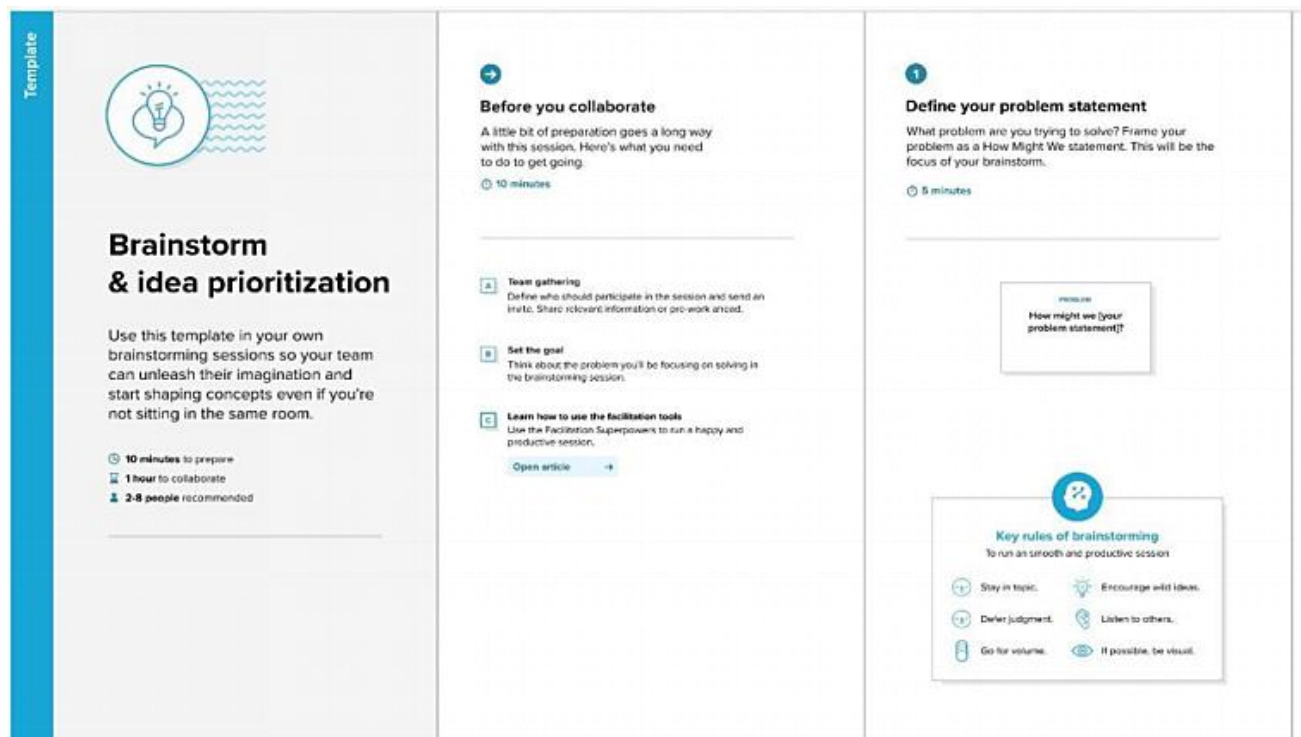 Template
Brainstorm
& idea prioritization
Use this template in your own
brainstorming sessions so your team
can unleash their imagination and
start shaping concepts even if you're
not sitting in the same room.
10 minutes to prepare
1 hour to collaborate
2-8 people recommended
Before you collaborate
A little bit of preparation goes a long way
with this session. Here's what you need
to do to get going.
10 minutes
A
Team gathering
Define who should participate in the session and send an
invite. Share relevant information or pre-work ahead.
B
Set the goal
Think about the problem you'll be focusing on solving in
the brainstorming session.
C
Learn how to use the facilitation tools
Use the Facilitation Superpowers to run a happy and
productive session.
Open article
1
Define your problem statement
What problem are you trying to solve? Frame your
problem as a How Might We statement. This will be the
focus of your brainstorm.
5 minutes
PROBLEM
How might we [your
problem statement]?
Key rules of brainstorming
To run an smooth and productive session
Stay in topic.
Encourage wild ideas.
Defer judgment.
Listen to others.
Go for volume.
If possible, be visual.